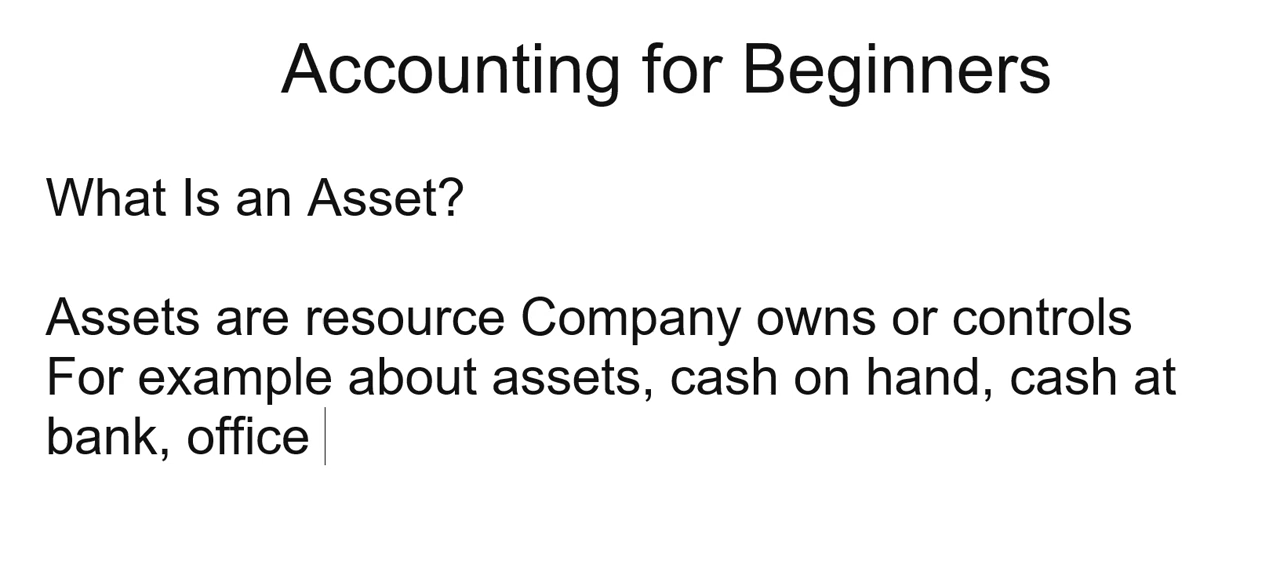 Accounting for Beginners
What Is an Asset?
Assets are resource Company owns or controls
For example about assets, cash on hand, cash at
bank, office